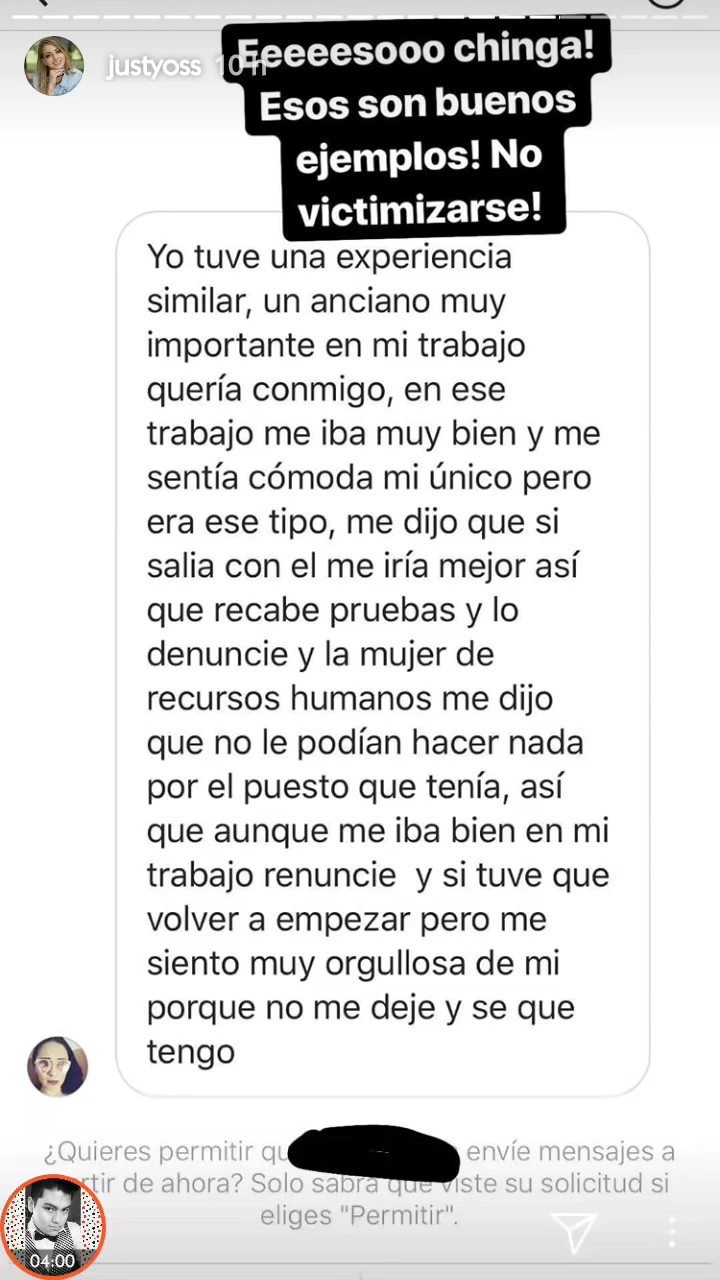 justyoss 10 h
Eeeeesooo chinga!
Esos son buenos
ejemplos! No
victimizarse!
Yo tuve una experiencia
similar, un anciano muy
importante en mi trabajo
quería conmigo, en ese
trabajo me iba muy bien y me
sentía cómoda mi único pero
era ese tipo, me dijo que si
salia con el me iría mejor así
que recabe pruebas y lo
denuncie y la mujer de
recursos humanos me dijo
que no le podían hacer nada
por el puesto que tenía, así
que aunque me iba bien en mi
trabajo renuncie y si tuve que
volver a empezar pero me
siento muy orgullosa de mi
porque no me deje y se que
tengo
¿Quieres permitir envíe mensajes a
de ahora? Solo sabrá que viste su solicitud si
eliges "Permitir".
04:00